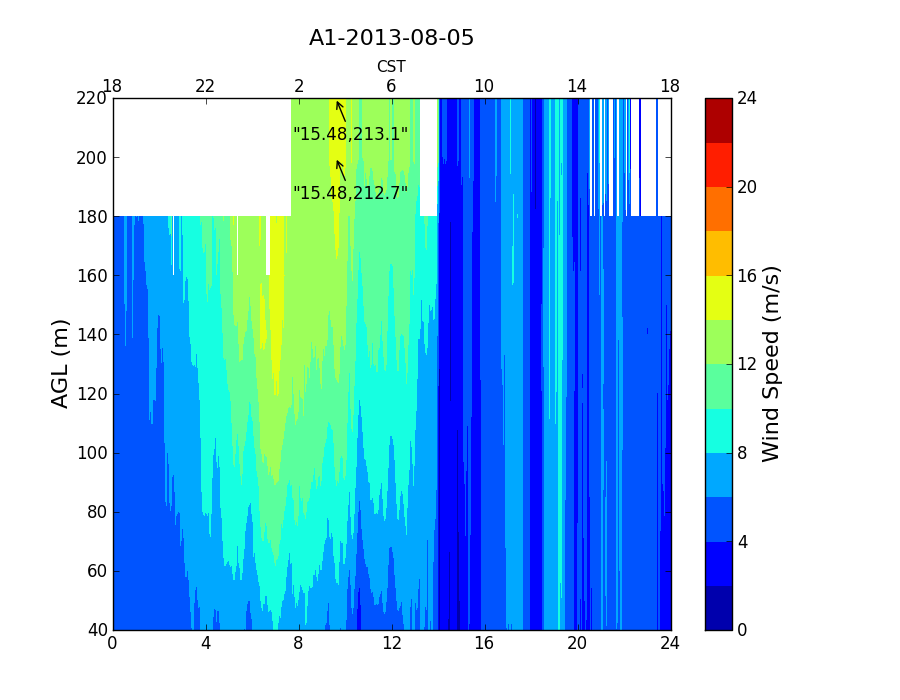 A1-2013-08-05
CST
18 22 2 6 10 14 18
220 24
"15.48,213.1"
200
20
"15.48,212.7"
180
160 16
140
AGL (m)
Wind Speed (m/s)
120 12
100 8
80
4
60
40 0
0 4 8 12 16 20 24